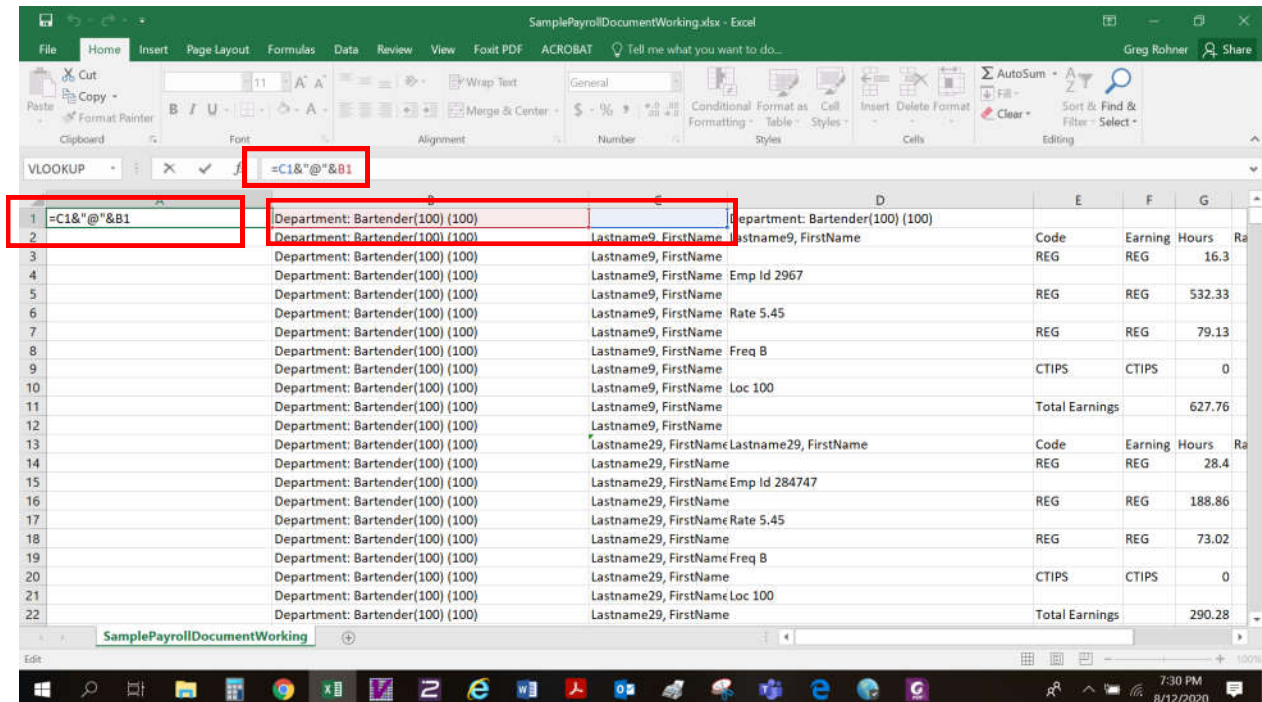 SamplePayrollDocumentWorking.xlsx - Excel
File Home Insert Page Layout Formulas Data Review View Foxit PDF ACROBAT Tell me what you want to do... Greg Rohner Share
Cut
Copy
Format Painter
Paste
Clipboard
11 A A
B I U A
Font
Wrap Text
Merge & Center
Alignment
General
$ % ,
Number
Conditional Formatting
Format as Table
Cell Styles
Styles
Insert Delete Format
Cells
AutoSum
Fill
Clear
Sort & Filter
Find & Select
Editing
VLOOKUP =C1&"@"&B1
A B C D E F G
1 =C1&"@"&B1 Department: Bartender(100) (100) Department: Bartender(100) (100)
2 Department: Bartender(100) (100) Lastname9, FirstName Lastname9, FirstName Code Earning Hours Ra
3 Department: Bartender(100) (100) Lastname9, FirstName REG REG 16.3
4 Department: Bartender(100) (100) Lastname9, FirstName Emp Id 2967
5 Department: Bartender(100) (100) Lastname9, FirstName REG REG 532.33
6 Department: Bartender(100) (100) Lastname9, FirstName Rate 5.45
7 Department: Bartender(100) (100) Lastname9, FirstName REG REG 79.13
8 Department: Bartender(100) (100) Lastname9, FirstName Freq B
9 Department: Bartender(100) (100) Lastname9, FirstName CTIPS CTIPS 0
10 Department: Bartender(100) (100) Lastname9, FirstName Loc 100
11 Department: Bartender(100) (100) Lastname9, FirstName Total Earnings 627.76
12 Department: Bartender(100) (100) Lastname9, FirstName
13 Department: Bartender(100) (100) Lastname29, FirstName Lastname29, FirstName Code Earning Hours Ra
14 Department: Bartender(100) (100) Lastname29, FirstName REG REG 28.4
15 Department: Bartender(100) (100) Lastname29, FirstName Emp Id 284747
16 Department: Bartender(100) (100) Lastname29, FirstName REG REG 188.86
17 Department: Bartender(100) (100) Lastname29, FirstName Rate 5.45
18 Department: Bartender(100) (100) Lastname29, FirstName REG REG 73.02
19 Department: Bartender(100) (100) Lastname29, FirstName Freq B
20 Department: Bartender(100) (100) Lastname29, FirstName CTIPS CTIPS 0
21 Department: Bartender(100) (100) Lastname29, FirstName Loc 100
22 Department: Bartender(100) (100) Lastname29, FirstName Total Earnings 290.28
SamplePayrollDocumentWorking
Edit 100%
7:30 PM
8/12/2020